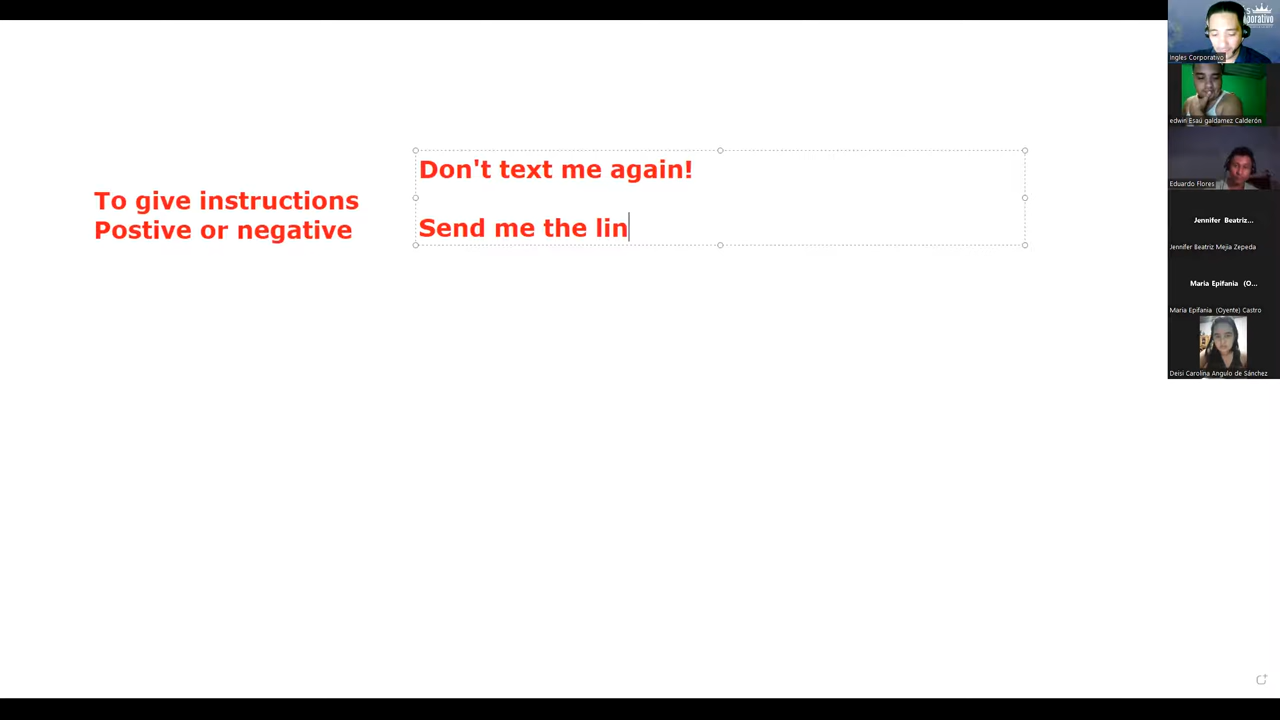 To give instructions
Postive or negative
Don't text me again!
Send me the lin
Ingles Corporativo
edwin Esaú galdamez Calderón
Eduardo Flores
Jennifer Beatriz...
Jennifer Beatriz Mejia Zepeda
Maria Epifania (O...
Maria Epifania (Oyente) Castro
Deisi Carolina Angulo de Sánchez